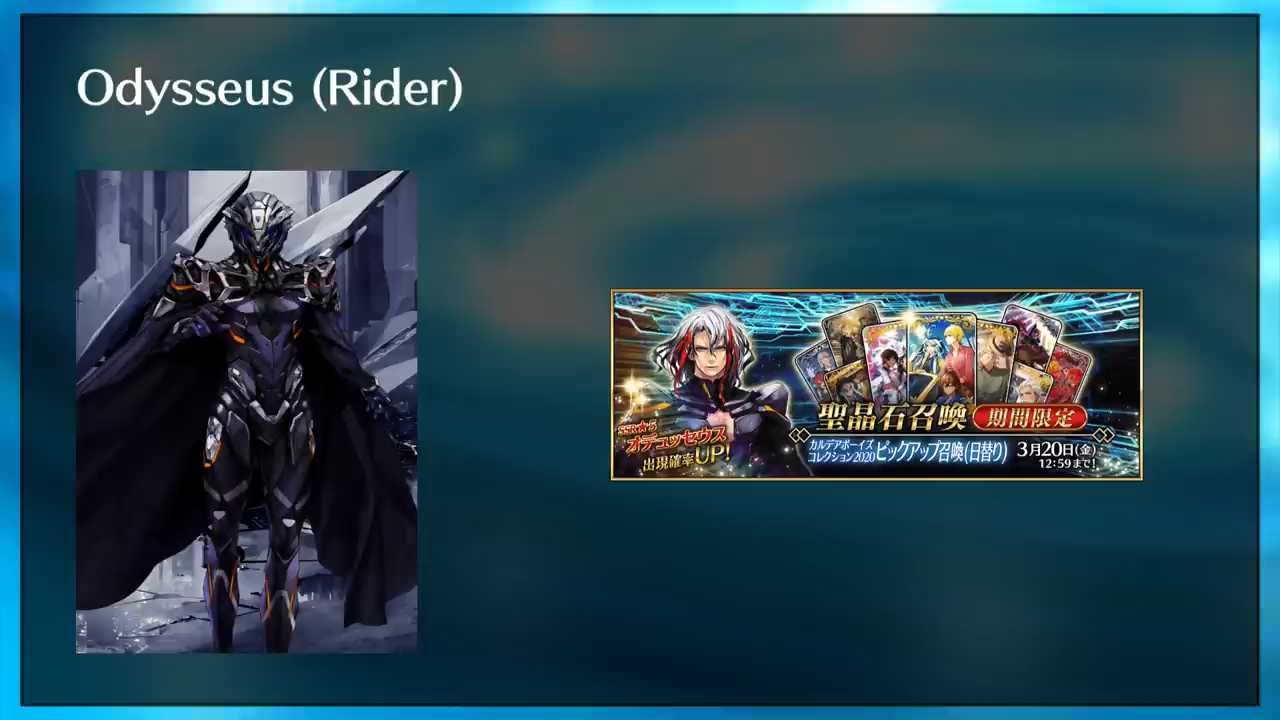 Odysseus (Rider)
SSR★5
オデュッセウス
出現確率UP!
聖晶石召喚
期間限定
カルデアボーイズ
コレクション2020
ピックアップ召喚(日替り)
3月20日(金)
12:59まで!